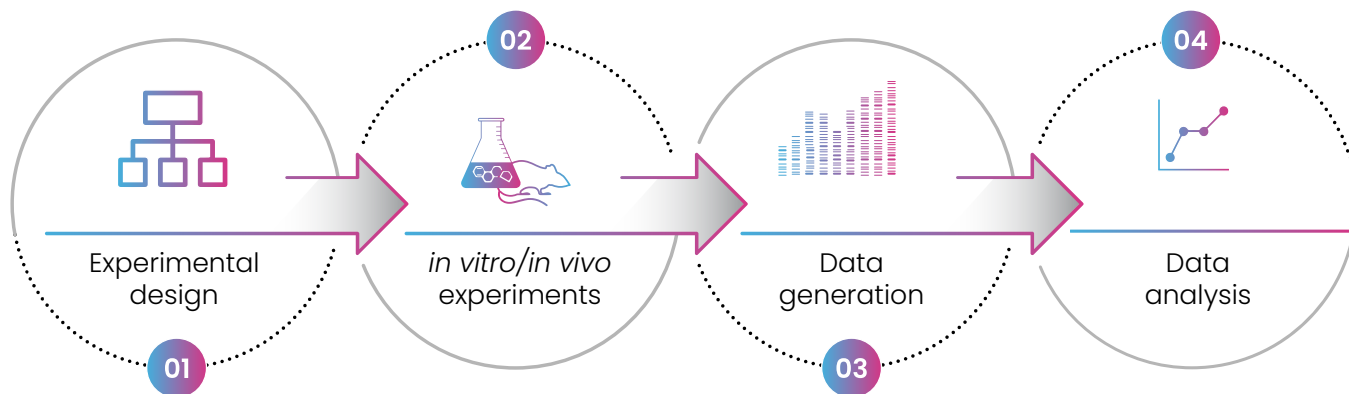 02
04
Experimental
design
in vitro/in vivo
experiments
Data
generation
Data
analysis
01
03